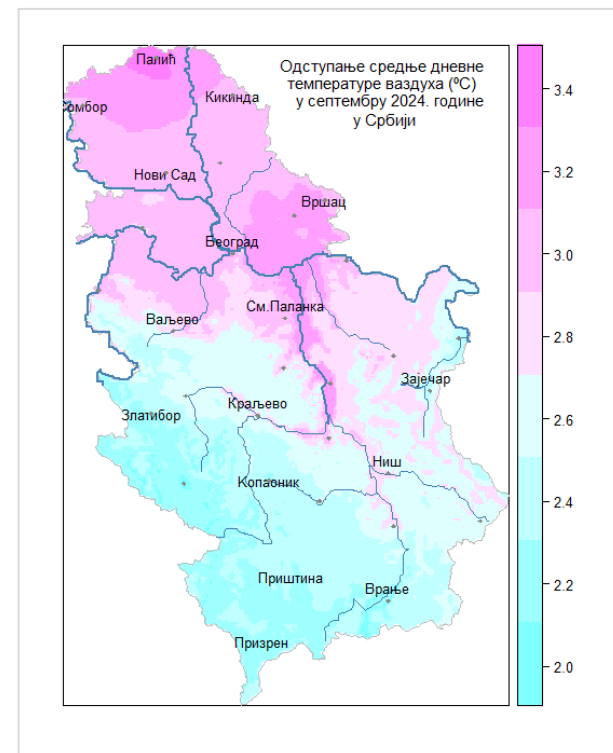 Одступање средње дневне
температуре ваздуха (ºС)
у септембру 2024. године
у Србији
Палић
Кикинда
Сомбор
Нови Сад
Вршац
Београд
См.Паланка
Ваљево
Зајечар
Краљево
Златибор
Ниш
Копаоник
Приштина
Врање
Призрен
3.4
3.2
3.0
2.8
2.6
2.4
2.2
2.0